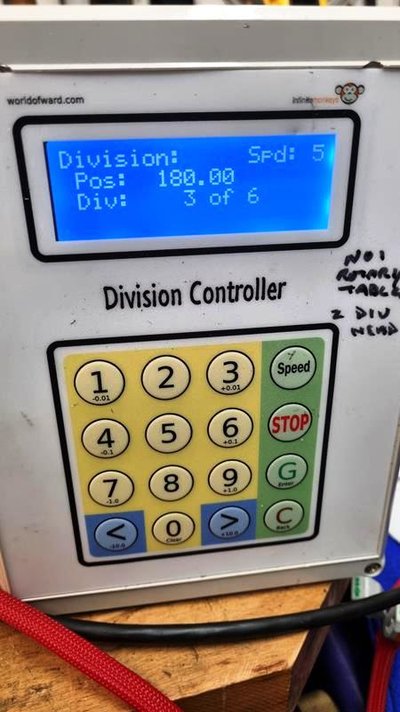 worldofward.com
infinitemonkeys
Division: Spd: 5
Pos: 180.00
Div: 3 of 6
Division Controller
NO1
ROTARY
TABLE
2 DIV
HEAD
1 2 3 Speed
-0.01 +0.01
4 5 6 STOP
-0.1 +0.1
7 8 9 G
-1.0 +1.0 Enter
< 0 > C
-10.0 Clear +10.0 Back